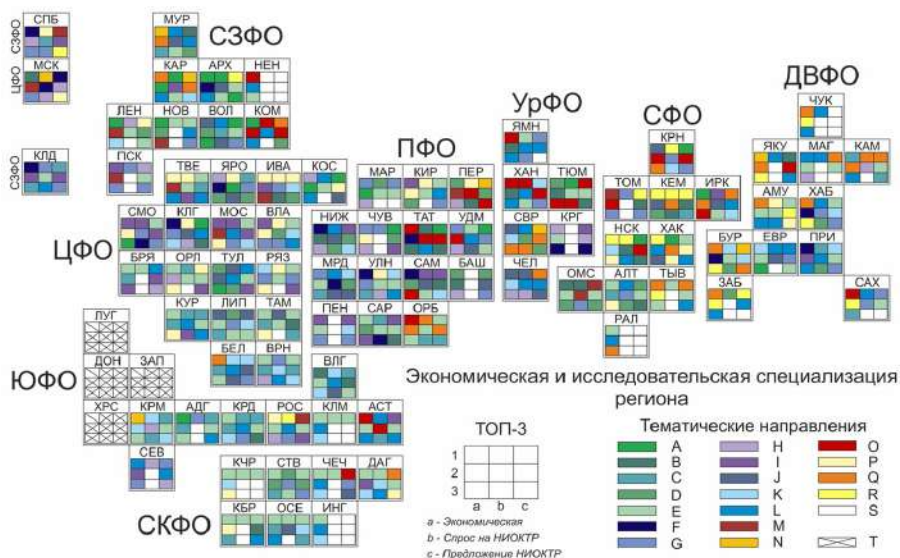 СЗФО
СПБ
ЦФО
МСК
СЗФО
КЛД
СЗФО
МУР
КАР АРХ НЕН
ЛЕН НОВ ВОЛ КОМ
ПСК
ЦФО
ТВЕ ЯРО ИВА КОС
СМО КЛГ МОС ВЛА
БРЯ ОРЛ ТУЛ РЯЗ
КУР ЛИП ТАМ
БЕЛ ВРН
ПФО
МАР КИР ПЕР
НИЖ ЧУВ ТАТ УДМ
МРД УЛН САМ БАШ
ПЕН САР ОРБ
УрФО
ЯМН
ХАН ТЮМ
СВР КРГ
ЧЕЛ
СФО
КРН
ТОМ КЕМ ИРК
НСК ХАК
ОМС АЛТ ТЫВ
РАЛ
ДВФО
ЧУК
ЯКУ МАГ КАМ
АМУ ХАБ
БУР ЕВР ПРИ
ЗАБ САХ
ЮФО
ЛУГ
ДОН ЗАП
ВЛГ
ХРС КРМ АДГ КРД РОС КЛМ АСТ
СЕВ
СКФО
КЧР СТВ ЧЕЧ ДАГ
КБР ОСЕ ИНГ
Экономическая и исследовательская специализация
региона
ТОП-3
1
2
3
a b c
a - Экономическая
b - Спрос на НИОКТР
c - Предложение НИОКТР
Тематические направления
A H O
B I P
C J Q
D K R
E L S
F M
G N T